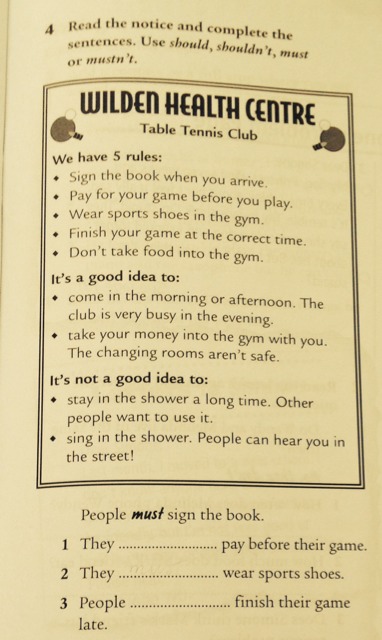 4 Read the notice and complete the
sentences. Use should, shouldn't, must
or mustn't.
WILDEN HEALTH CENTRE
Table Tennis Club
We have 5 rules:
• Sign the book when you arrive.
• Pay for your game before you play.
• Wear sports shoes in the gym.
• Finish your game at the correct time.
• Don't take food into the gym.
It's a good idea to:
• come in the morning or afternoon. The
club is very busy in the evening.
• take your money into the gym with you.
The changing rooms aren't safe.
It's not a good idea to:
• stay in the shower a long time. Other
people want to use it.
• sing in the shower. People can hear you in
the street!
People must sign the book.
1 They .......................... pay before their game.
2 They .......................... wear sports shoes.
3 People .......................... finish their game
late.